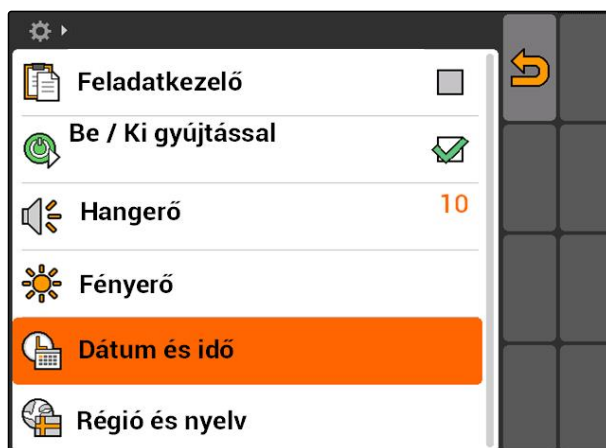 Feladatkezelő
Be / Ki gyújtással
Hangerő 10
Fényerő
Dátum és idő
Régió és nyelv